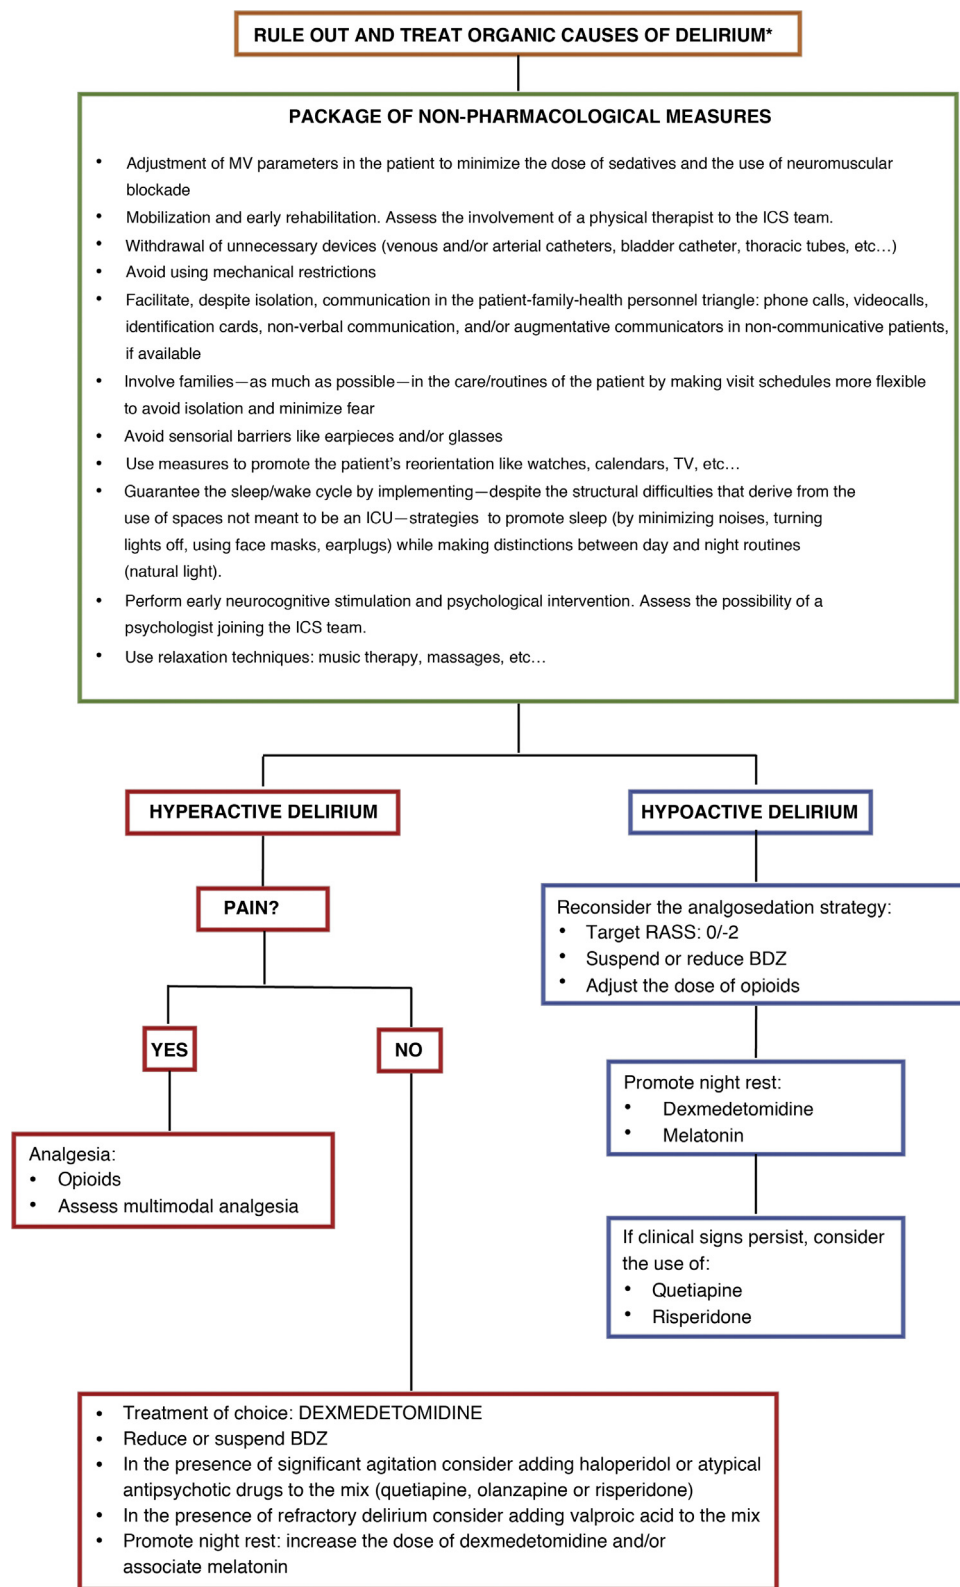 RULE OUT AND TREAT ORGANIC CAUSES OF DELIRIUM*
PACKAGE OF NON-PHARMACOLOGICAL MEASURES
• Adjustment of MV parameters in the patient to minimize the dose of sedatives and the use of neuromuscular
blockade
• Mobilization and early rehabilitation. Assess the involvement of a physical therapist to the ICS team.
• Withdrawal of unnecessary devices (venous and/or arterial catheters, bladder catheter, thoracic tubes, etc…)
• Avoid using mechanical restrictions
• Facilitate, despite isolation, communication in the patient-family-health personnel triangle: phone calls, videocalls,
identification cards, non-verbal communication, and/or augmentative communicators in non-communicative patients,
if available
• Involve families—as much as possible—in the care/routines of the patient by making visit schedules more flexible
to avoid isolation and minimize fear
• Avoid sensorial barriers like earpieces and/or glasses
• Use measures to promote the patient's reorientation like watches, calendars, TV, etc…
• Guarantee the sleep/wake cycle by implementing—despite the structural difficulties that derive from the
use of spaces not meant to be an ICU—strategies to promote sleep (by minimizing noises, turning
lights off, using face masks, earplugs) while making distinctions between day and night routines
(natural light).
• Perform early neurocognitive stimulation and psychological intervention. Assess the possibility of a
psychologist joining the ICS team.
• Use relaxation techniques: music therapy, massages, etc…
HYPERACTIVE DELIRIUM
PAIN?
YES
NO
Analgesia:
• Opioids
• Assess multimodal analgesia
• Treatment of choice: DEXMEDETOMIDINE
• Reduce or suspend BDZ
• In the presence of significant agitation consider adding haloperidol or atypical
antipsychotic drugs to the mix (quetiapine, olanzapine or risperidone)
• In the presence of refractory delirium consider adding valproic acid to the mix
• Promote night rest: increase the dose of dexmedetomidine and/or
associate melatonin
HYPOACTIVE DELIRIUM
Reconsider the analgosedation strategy:
• Target RASS: 0/-2
• Suspend or reduce BDZ
• Adjust the dose of opioids
Promote night rest:
• Dexmedetomidine
• Melatonin
If clinical signs persist, consider
the use of:
• Quetiapine
• Risperidone